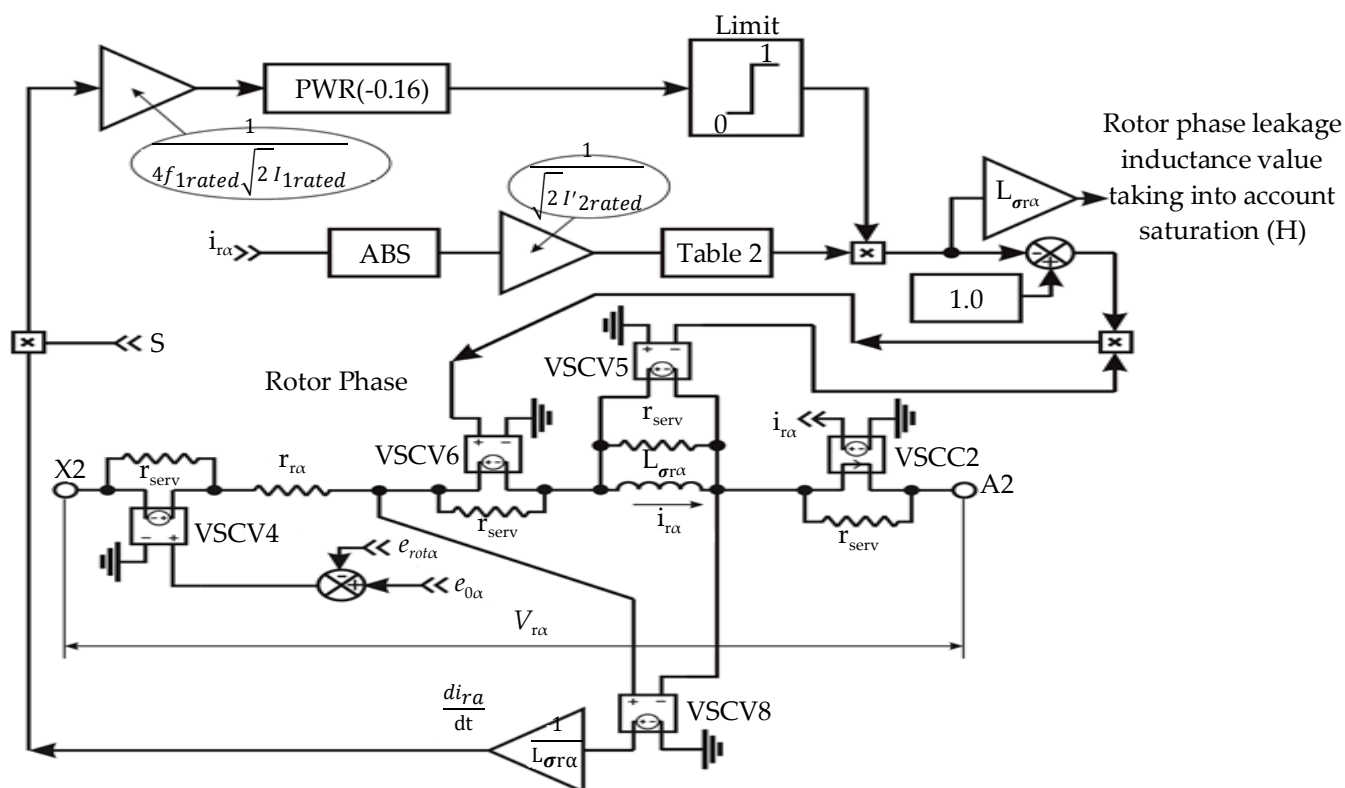 Limit
1
0
PWR(-0.16)
1
4f1rated√2 I1rated
1
√2 I'2rated
Rotor phase leakage
inductance value
taking into account
saturation (H)
Lσrα
irα
ABS
Table 2
×
- +
1.0
×
S
×
VSCV5
+ -
Rotor Phase
rserv
irα
VSCV6
+ -
VSCC2
X2
rserv
rrα
Lσrα
A2
rserv
irα
rserv
VSCV4
- +
erotα
- +
e0α
Vrα
dira
dt
+ -
VSCV8
1
Lσrα